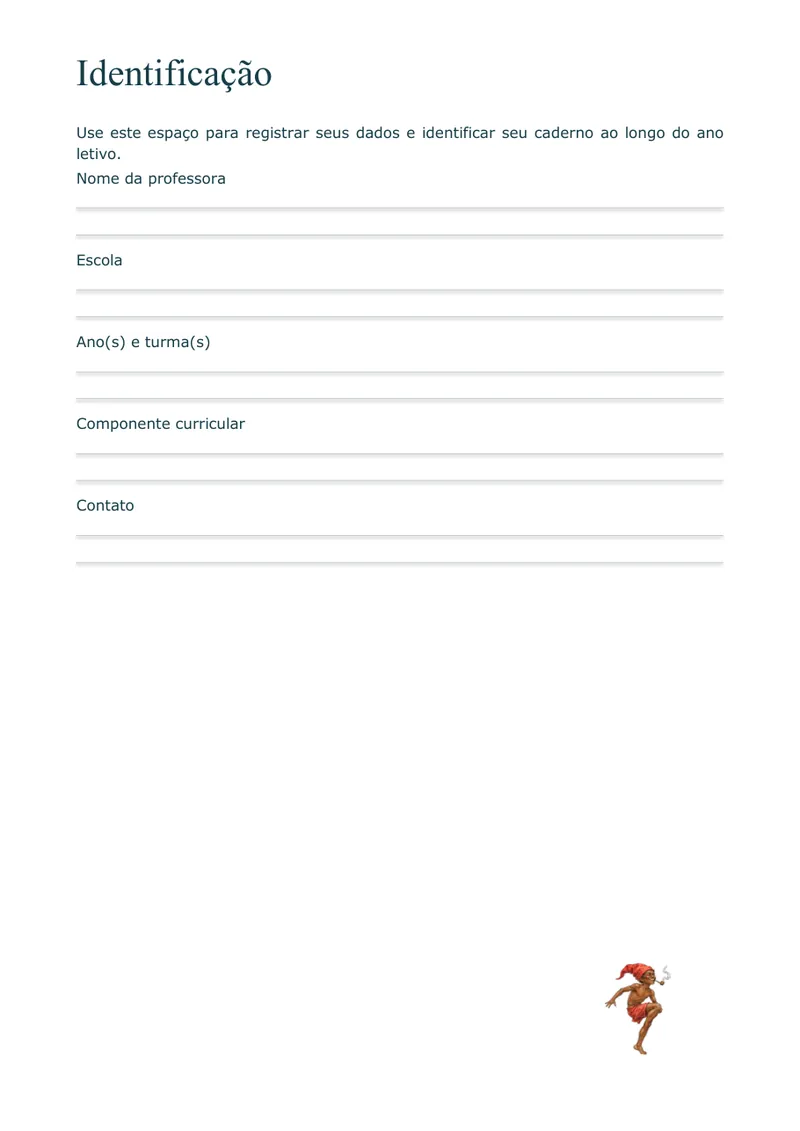 Identificação
Use este espaço para registrar seus dados e identificar seu caderno ao longo do ano
letivo.
Nome da professora
Escola
Ano(s) e turma(s)
Componente curricular
Contato